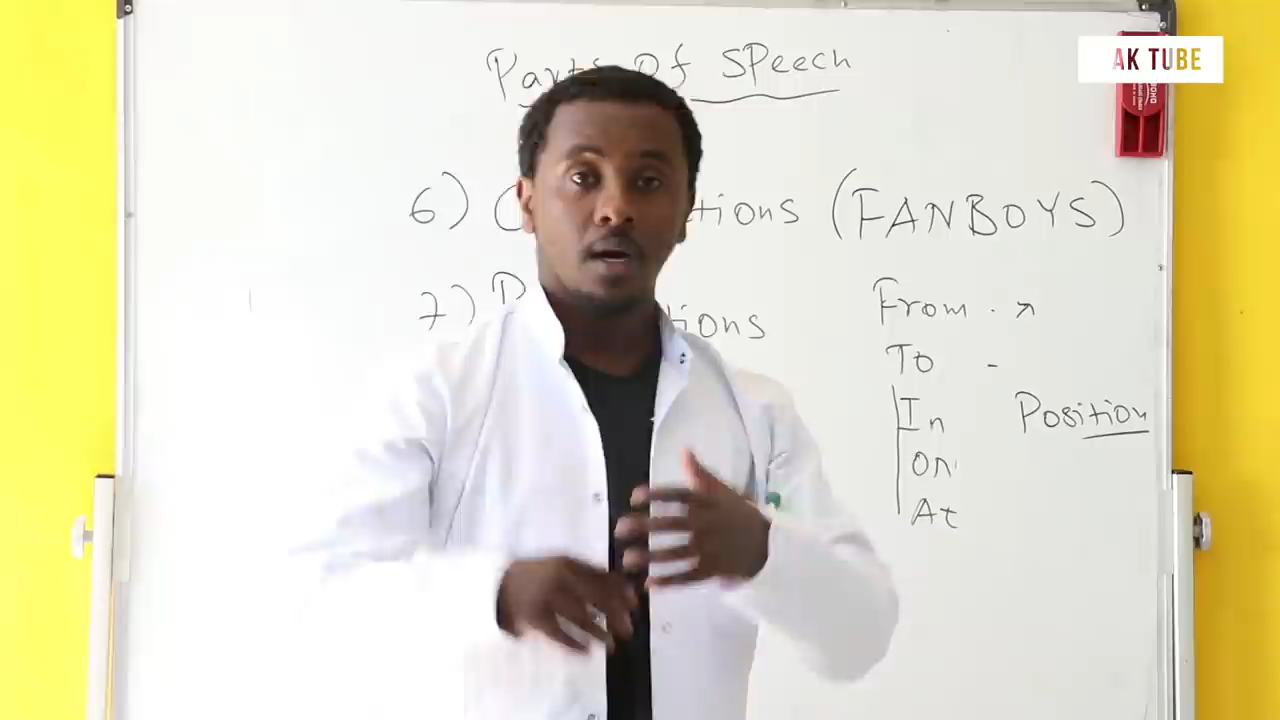 Parts of SPeech
AK TUBE
6) tions (FANBOYS)
7) tions
From
To
In
Position
On
At